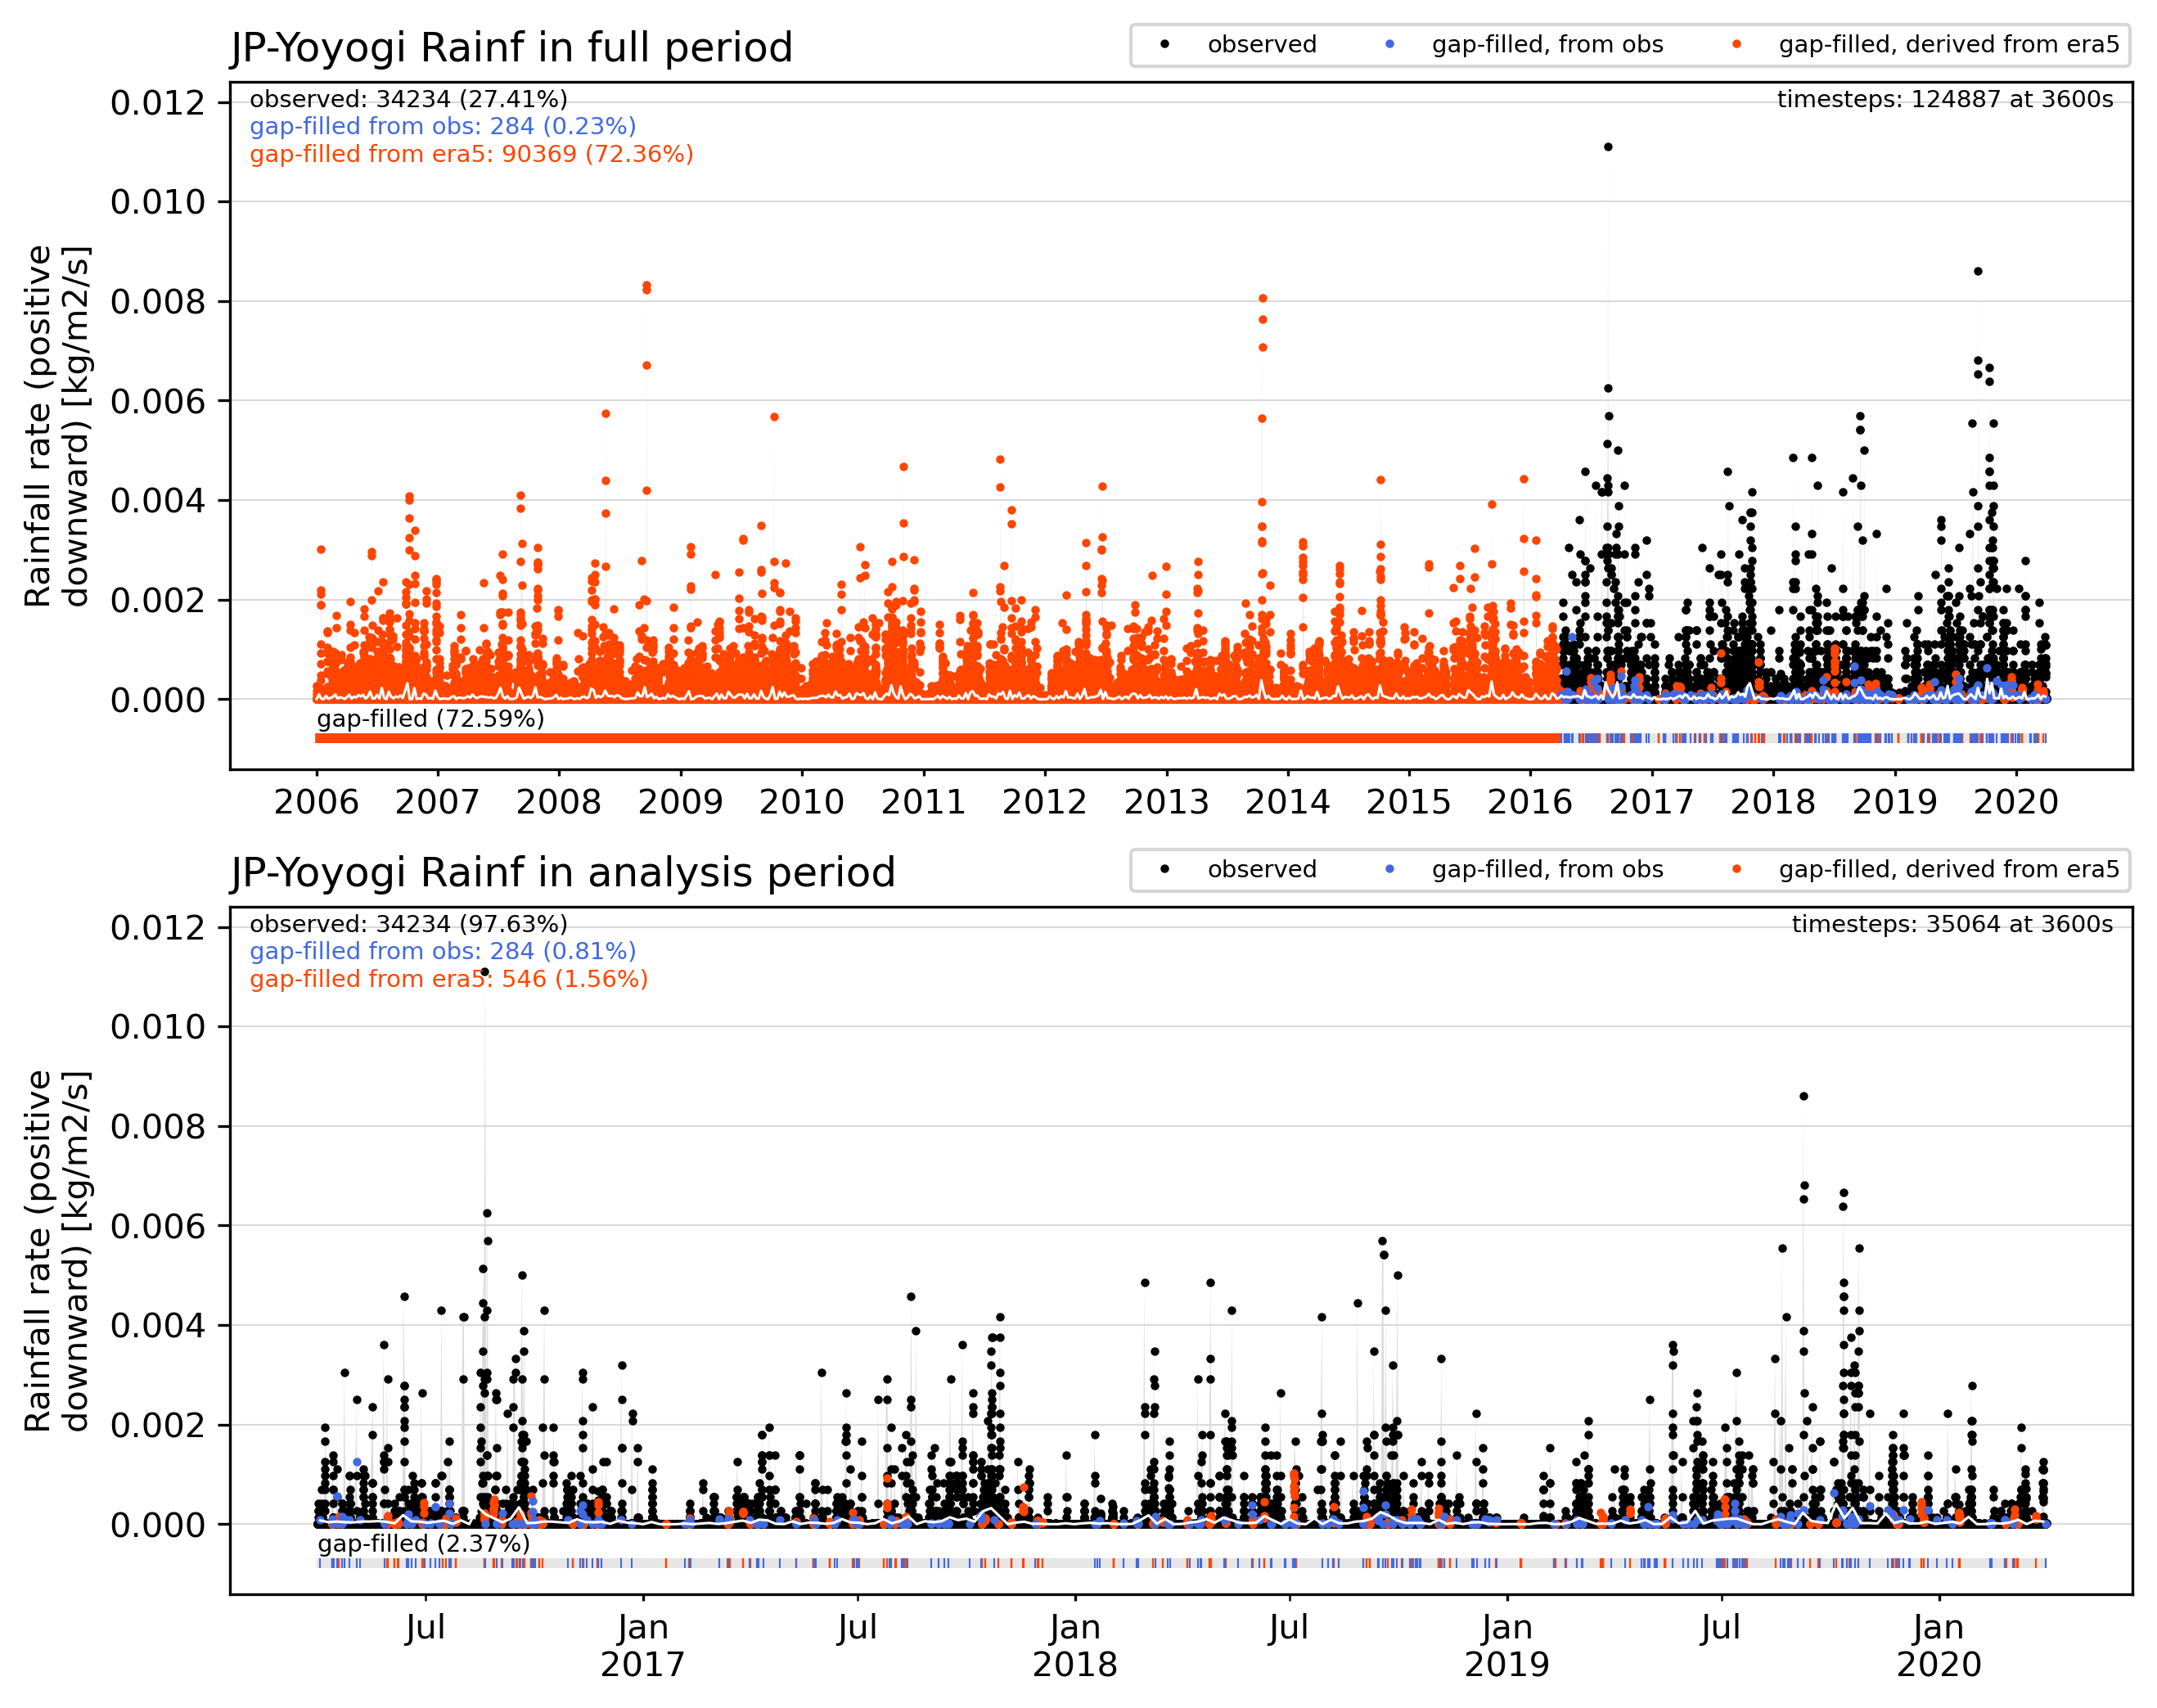 JP-Yoyogi Rainf in full period
observed
gap-filled, from obs
gap-filled, derived from era5
observed: 34234 (27.41%)
gap-filled from obs: 284 (0.23%)
gap-filled from era5: 90369 (72.36%)
timesteps: 124887 at 3600s
Rainfall rate (positive
downward) [kg/m2/s]
0.012
0.010
0.008
0.006
0.004
0.002
0.000
gap-filled (72.59%)
2006 2007 2008 2009 2010 2011 2012 2013 2014 2015 2016 2017 2018 2019 2020
JP-Yoyogi Rainf in analysis period
observed
gap-filled, from obs
gap-filled, derived from era5
observed: 34234 (97.63%)
gap-filled from obs: 284 (0.81%)
gap-filled from era5: 546 (1.56%)
timesteps: 35064 at 3600s
Rainfall rate (positive
downward) [kg/m2/s]
0.012
0.010
0.008
0.006
0.004
0.002
0.000
gap-filled (2.37%)
Jul Jan Jul Jan Jul Jan Jul Jan
2017 2018 2019 2020